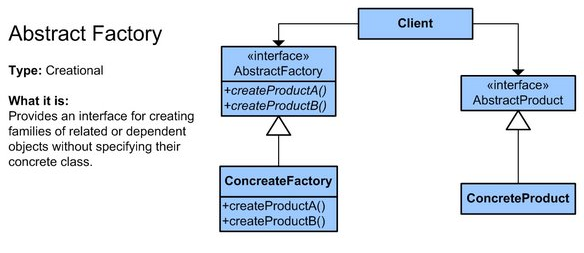 Abstract Factory
Type: Creational
What it is:
Provides an interface for creating
families of related or dependent
objects without specifying their
concrete class.
Client
«interface»
AbstractFactory
+createProductA()
+createProductB()
«interface»
AbstractProduct
ConcreateFactory
+createProductA()
+createProductB()
ConcreteProduct